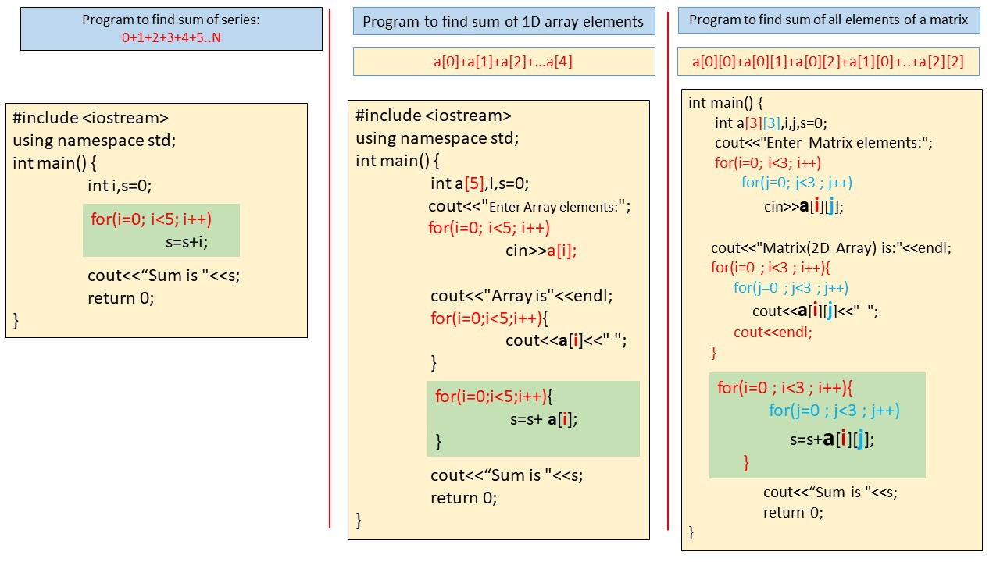 Program to find sum of series:
0+1+2+3+4+5..N
#include <iostream>
using namespace std;
int main() {
int i,s=0;
for(i=0; i<5; i++)
s=s+i;
cout<<“Sum is "<<s;
return 0;
}
Program to find sum of 1D array elements
a[0]+a[1]+a[2]+...a[4]
#include <iostream>
using namespace std;
int main() {
int a[5],I,s=0;
cout<<"Enter Array elements:";
for(i=0; i<5; i++)
cin>>a[i];
cout<<"Array is"<<endl;
for(i=0;i<5;i++){
cout<<a[i]<<" ";
}
for(i=0;i<5;i++){
s=s+ a[i];
}
cout<<“Sum is "<<s;
return 0;
}
Program to find sum of all elements of a matrix
a[0][0]+a[0][1]+a[0][2]+a[1][0]+..+a[2][2]
int main() {
int a[3][3],i,j,s=0;
cout<<"Enter Matrix elements:";
for(i=0; i<3; i++)
for(j=0; j<3 ; j++)
cin>>a[i][j];
cout<<"Matrix(2D Array) is:"<<endl;
for(i=0 ; i<3 ; i++){
for(j=0 ; j<3 ; j++)
cout<<a[i][j]<<" ";
cout<<endl;
}
for(i=0 ; i<3 ; i++){
for(j=0 ; j<3 ; j++)
s=s+a[i][j];
}
cout<<“Sum is "<<s;
return 0;
}